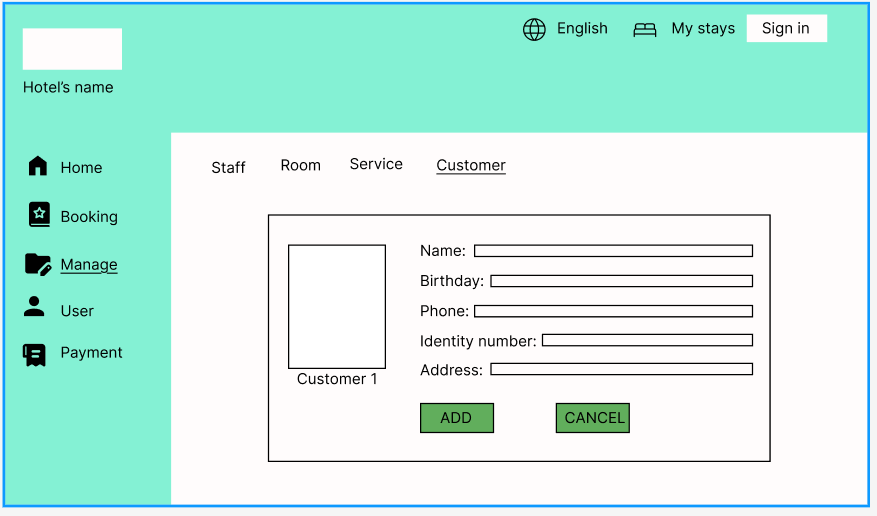 English My stays Sign in
Hotel's name
Home
Booking
Manage
User
Payment
Staff Room Service Customer
Customer 1
Name:
Birthday:
Phone:
Identity number:
Address:
ADD CANCEL